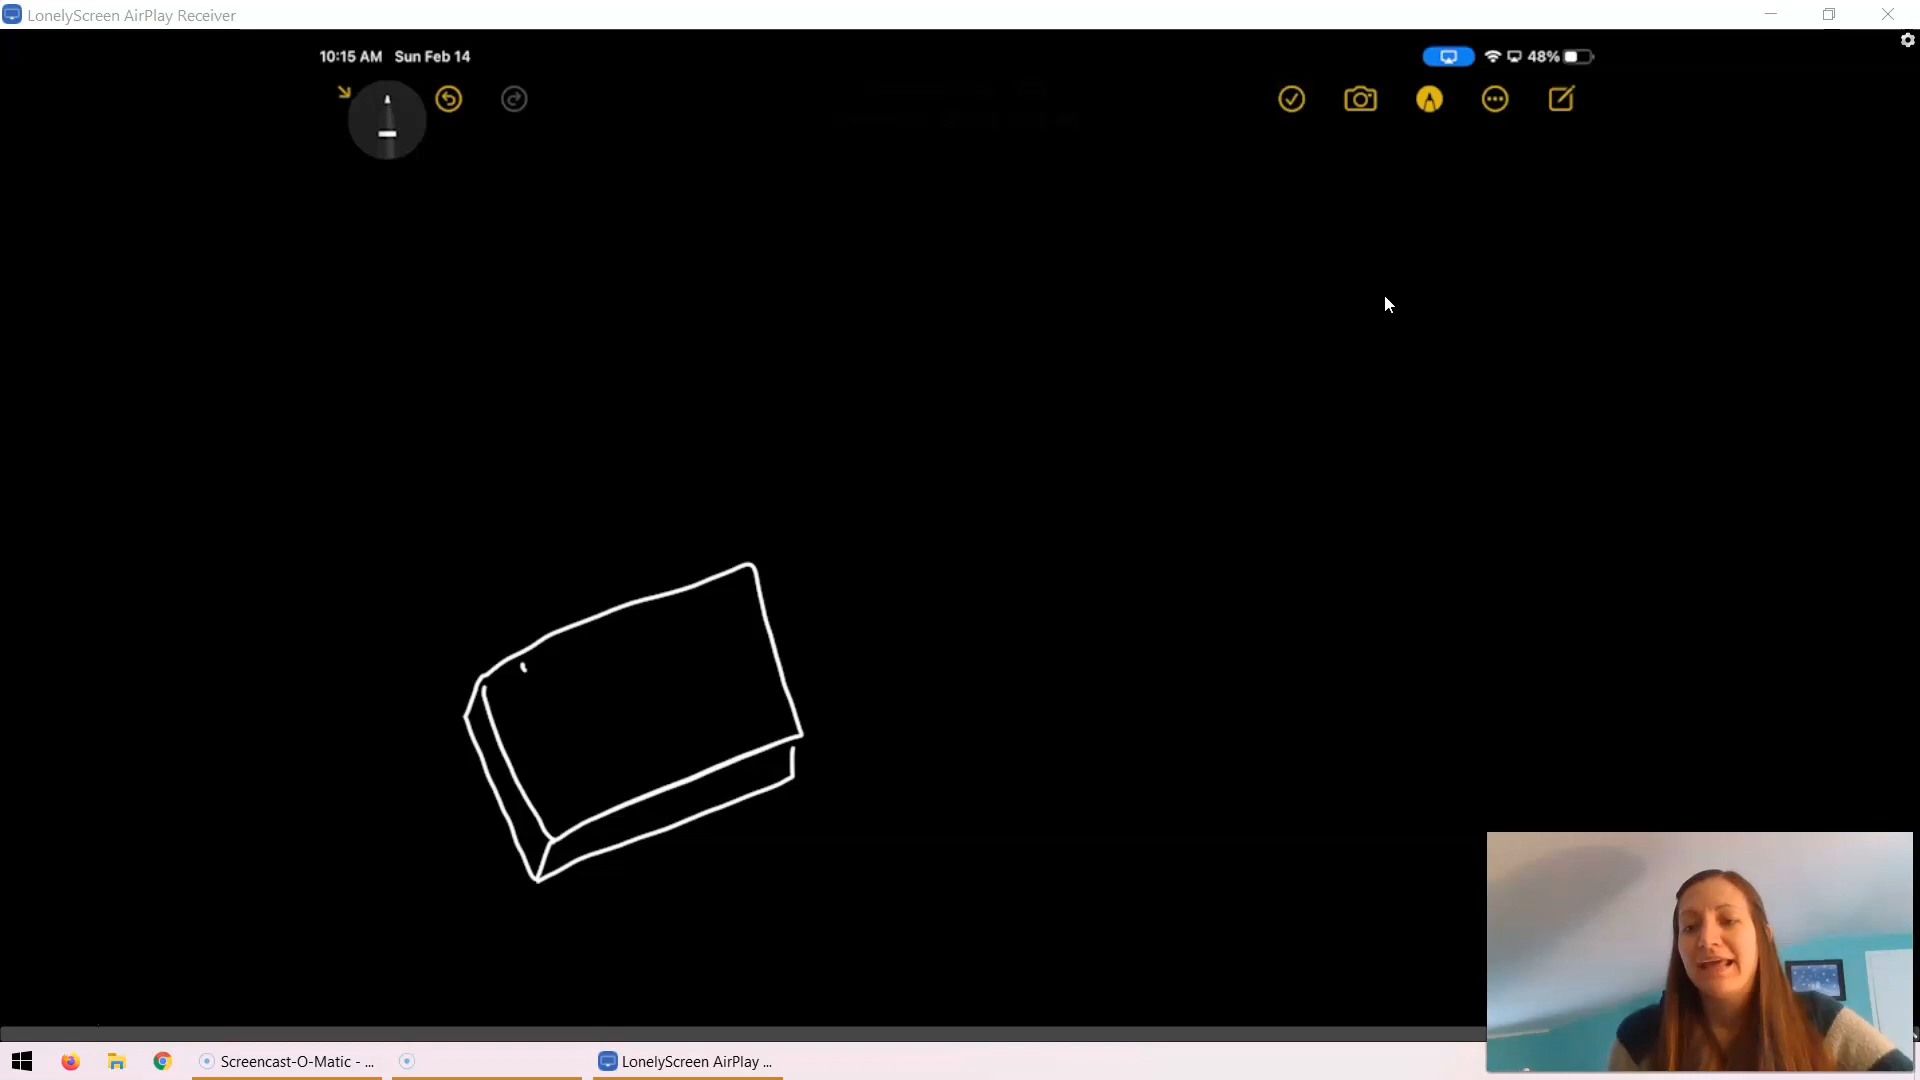 LonelyScreen AirPlay Receiver
10:15 AM Sun Feb 14
48%
Screencast-O-Matic - ...
LonelyScreen AirPlay ...